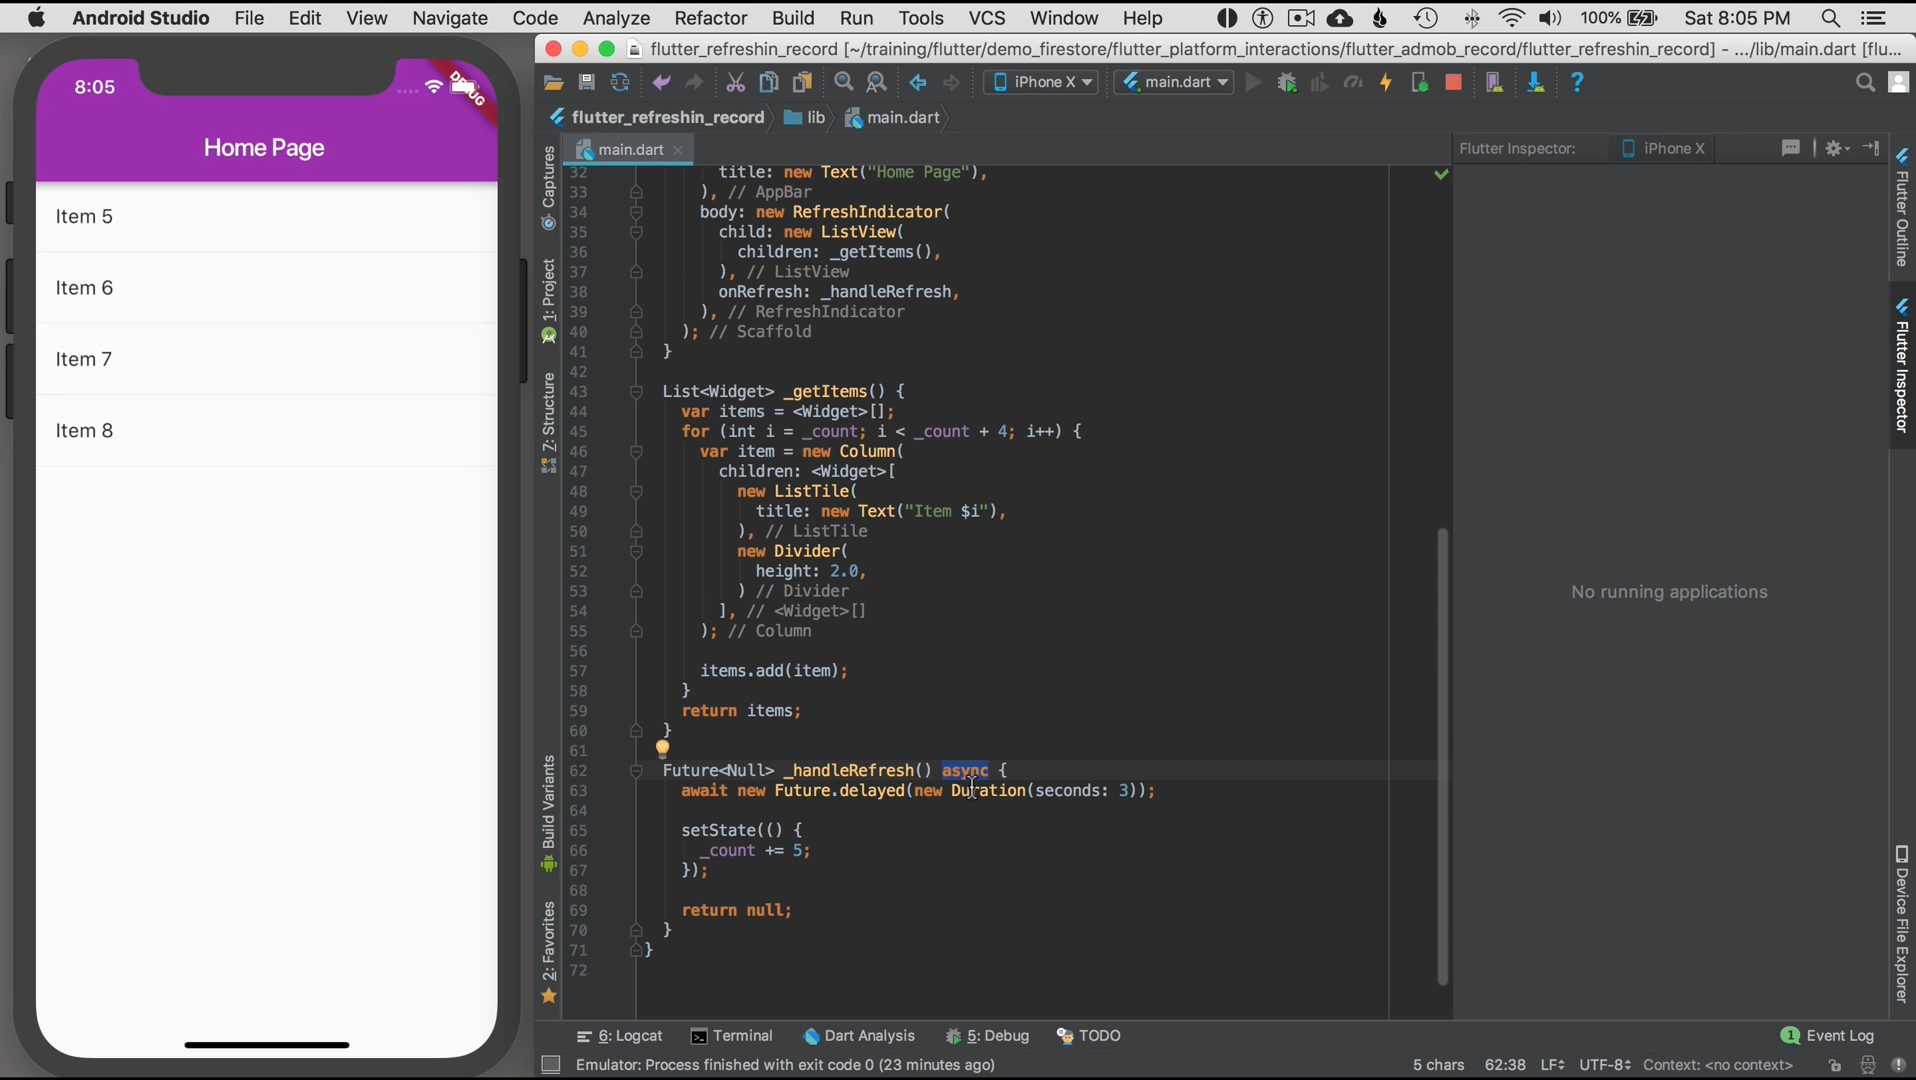 Android Studio File Edit View Navigate Code Analyze Refactor Build Run Tools VCS Window Help 100% Sat 8:05 PM
8:05
DEBUG
Home Page
Item 5
Item 6
Item 7
Item 8
flutter_refreshin_record [~/training/flutter/demo_firestore/flutter_platform_interactions/flutter_admob_record/flutter_refreshin_record] - .../lib/main.dart [flu...
iPhone X main.dart
flutter_refreshin_record lib main.dart
main.dart
Flutter Inspector: iPhone X
Captures
1: Project
7: Structure
Build Variants
2: Favorites
32 title: new Text("Home Page"),
33 ), // AppBar
34 body: new RefreshIndicator(
35 child: new ListView(
36 children: _getItems(),
37 ), // ListView
38 onRefresh: _handleRefresh,
39 ), // RefreshIndicator
40 ); // Scaffold
41 }
42
43 List<Widget> _getItems() {
44 var items = <Widget>[];
45 for (int i = _count; i < _count + 4; i++) {
46 var item = new Column(
47 children: <Widget>[
48 new ListTile(
49 title: new Text("Item $i"),
50 ), // ListTile
51 new Divider(
52 height: 2.0,
53 ) // Divider
54 ], // <Widget>[]
55 ); // Column
56
57 items.add(item);
58 }
59 return items;
60 }
61
62 Future<Null> _handleRefresh() async {
63 await new Future.delayed(new Duration(seconds: 3));
64
65 setState(() {
66 _count += 5;
67 });
68
69 return null;
70 }
71 }
72
No running applications
Flutter Outline
Flutter Inspector
Device File Explorer
6: Logcat Terminal Dart Analysis 5: Debug TODO 1 Event Log
Emulator: Process finished with exit code 0 (23 minutes ago) 5 chars 62:38 LF UTF-8 Context: <no context>